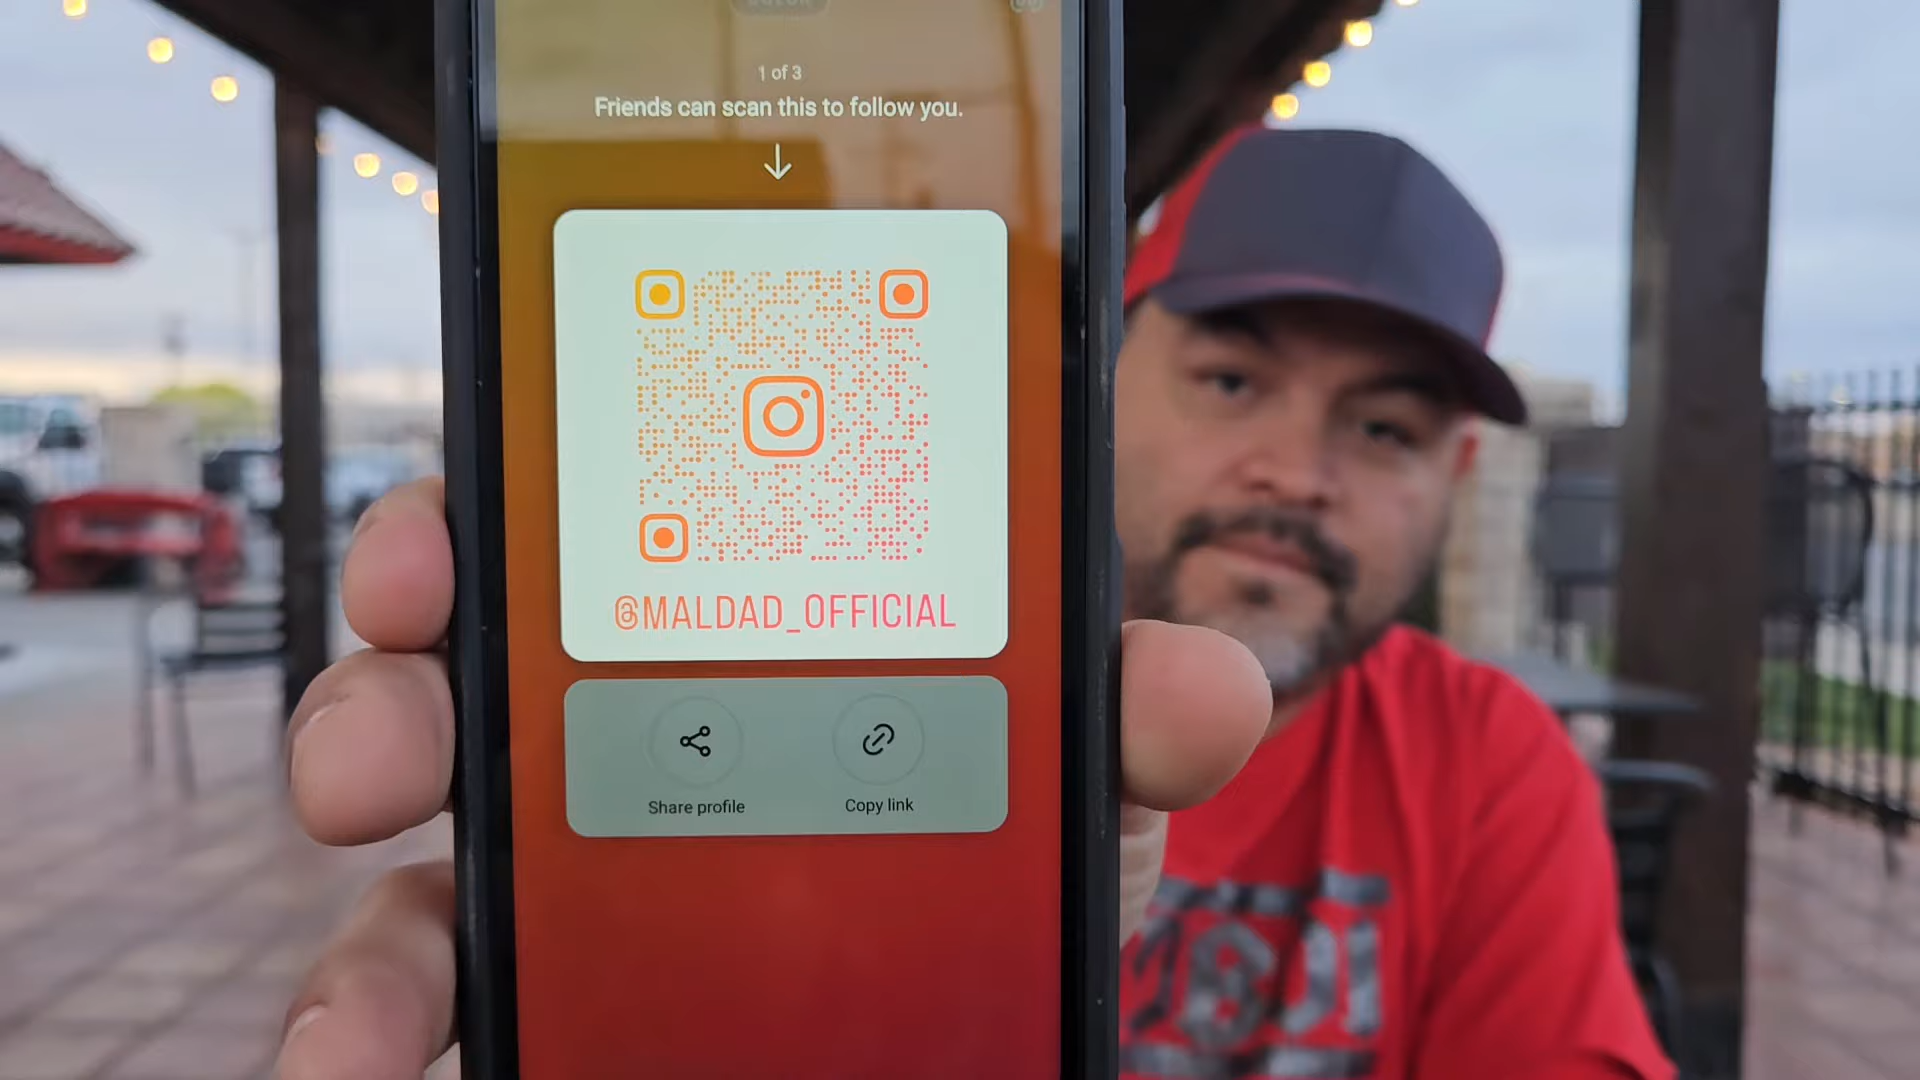 1 of 3
Friends can scan this to follow you.
@MALDAD_OFFICIAL
Share profile
Copy link